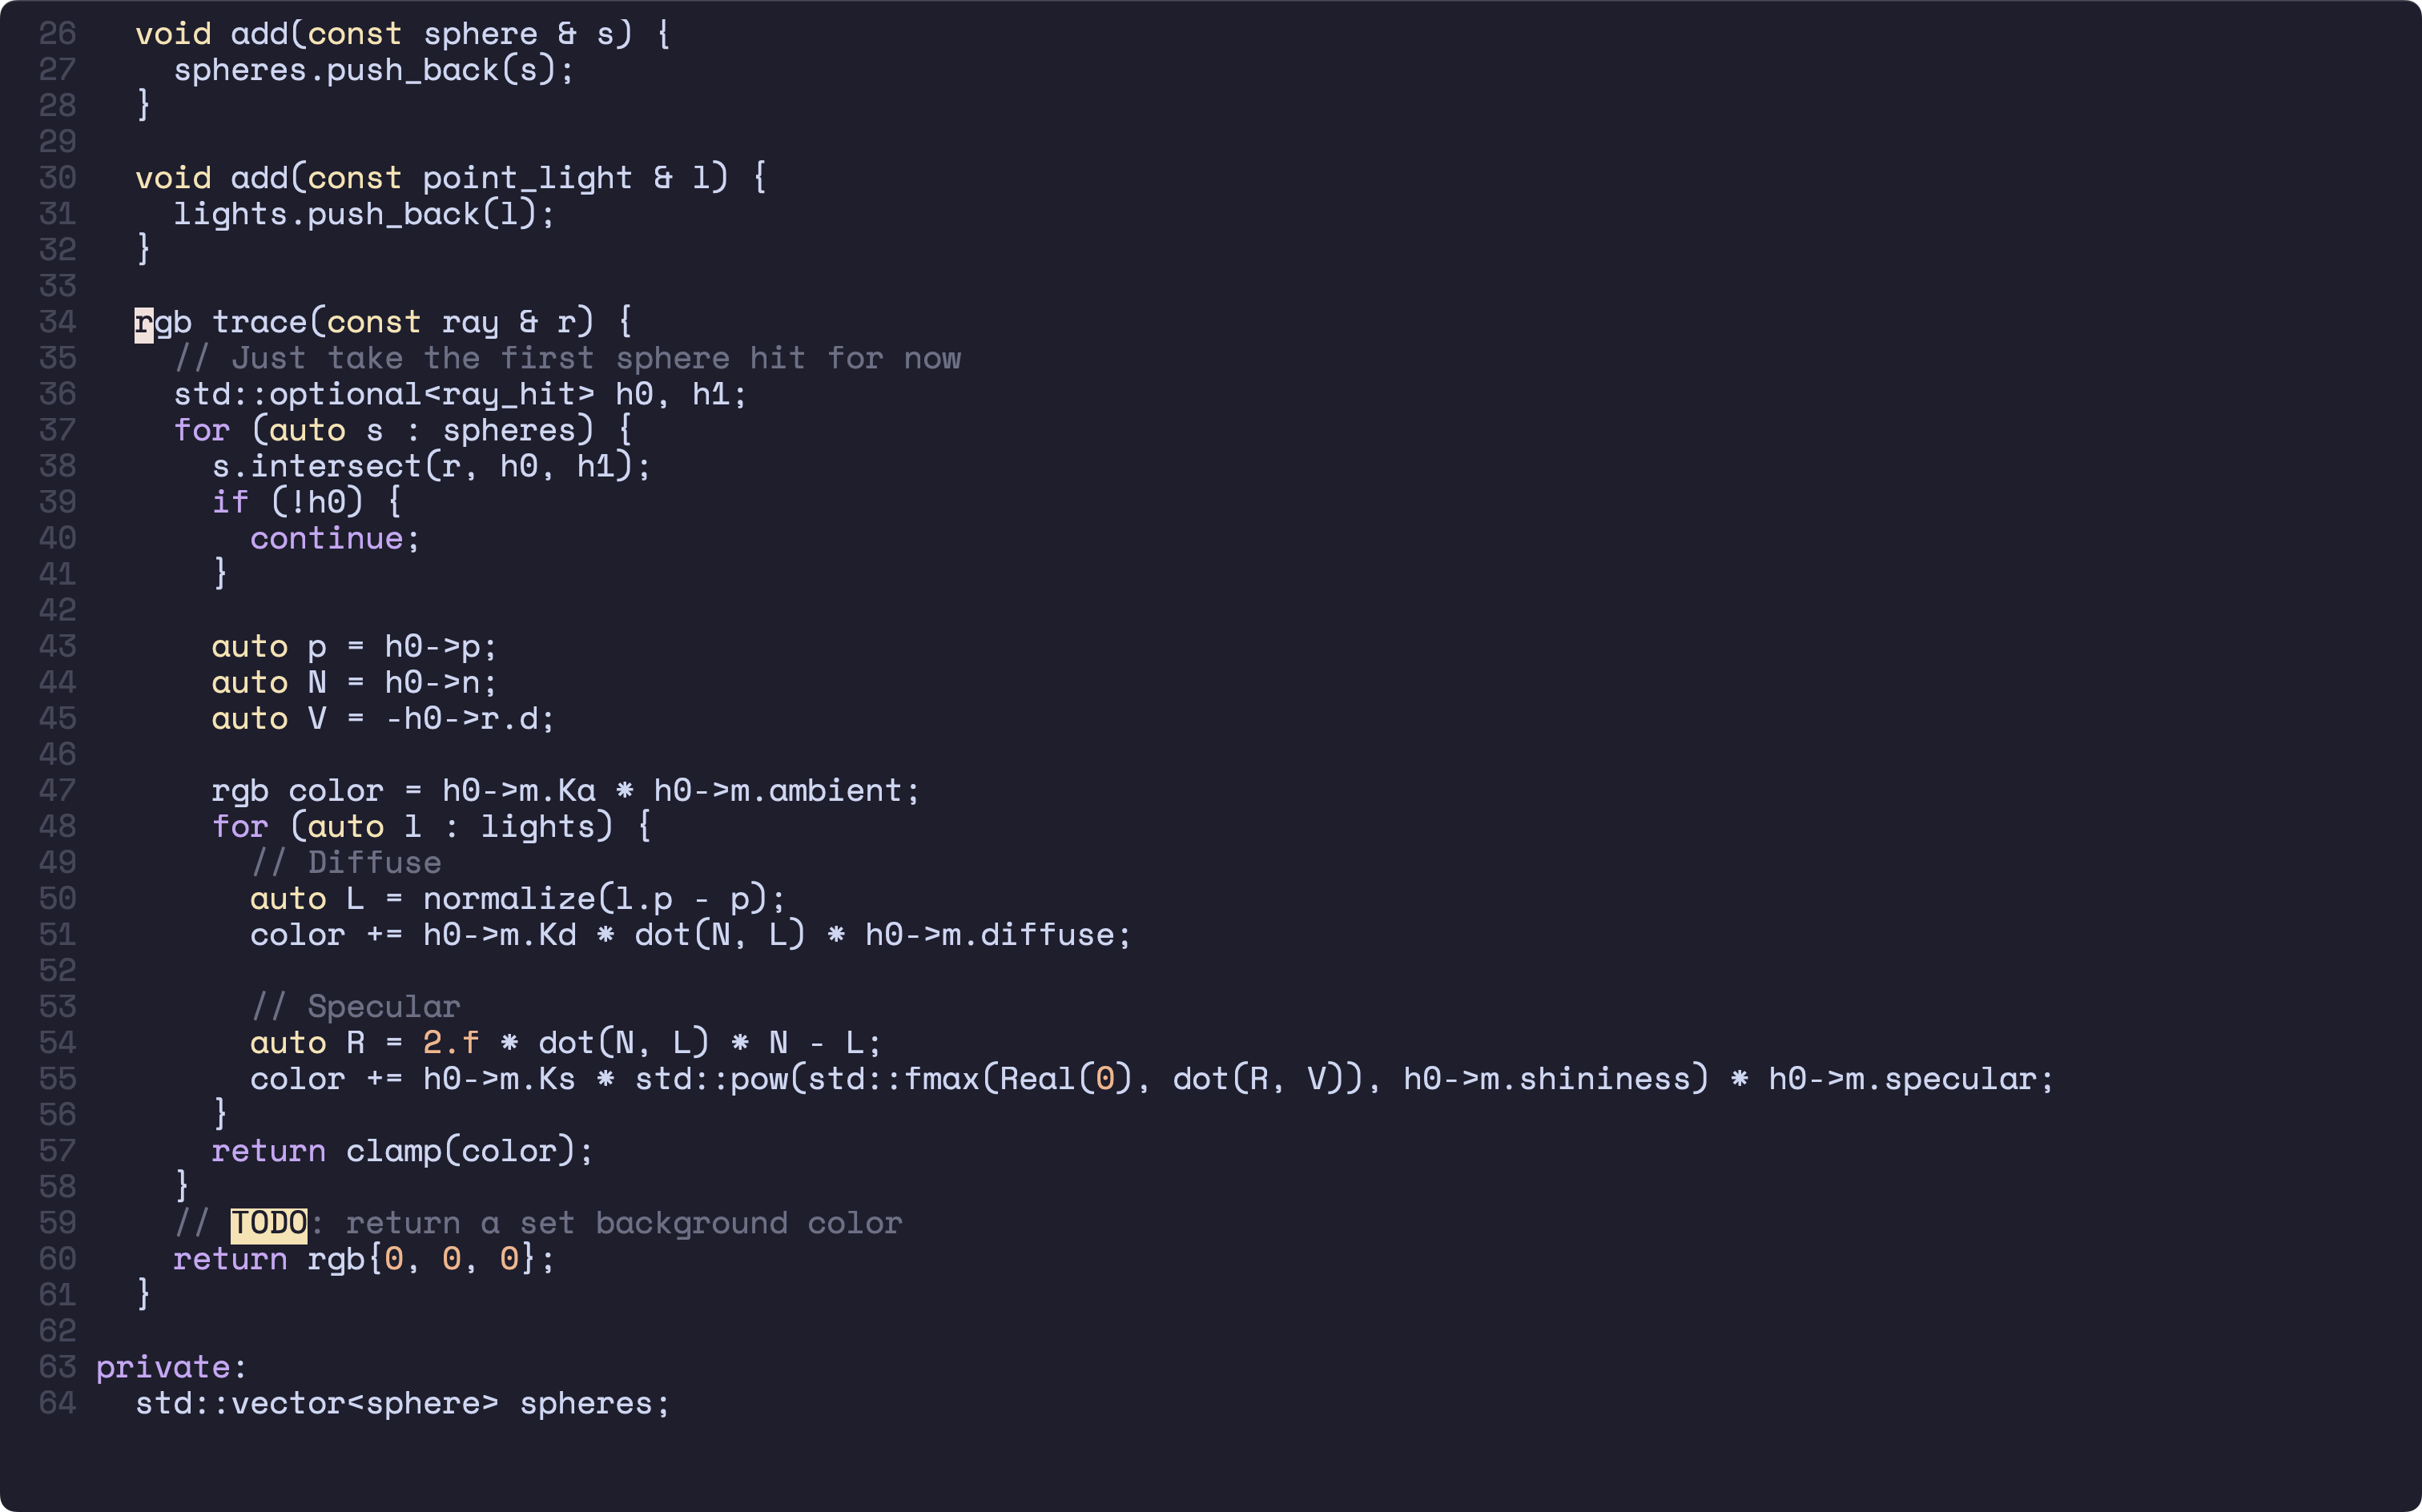 26   void add(const sphere & s) {
27     spheres.push_back(s);
28   }
29
30   void add(const point_light & l) {
31     lights.push_back(l);
32   }
33
34   rgb trace(const ray & r) {
35     // Just take the first sphere hit for now
36     std::optional<ray_hit> h0, h1;
37     for (auto s : spheres) {
38       s.intersect(r, h0, h1);
39       if (!h0) {
40         continue;
41       }
42
43       auto p = h0->p;
44       auto N = h0->n;
45       auto V = -h0->r.d;
46
47       rgb color = h0->m.Ka * h0->m.ambient;
48       for (auto l : lights) {
49         // Diffuse
50         auto L = normalize(l.p - p);
51         color += h0->m.Kd * dot(N, L) * h0->m.diffuse;
52
53         // Specular
54         auto R = 2.f * dot(N, L) * N - L;
55         color += h0->m.Ks * std::pow(std::fmax(Real(0), dot(R, V)), h0->m.shininess) * h0->m.specular;
56       }
57       return clamp(color);
58     }
59     // TODO: return a set background color
60     return rgb{0, 0, 0};
61   }
62
63 private:
64   std::vector<sphere> spheres;